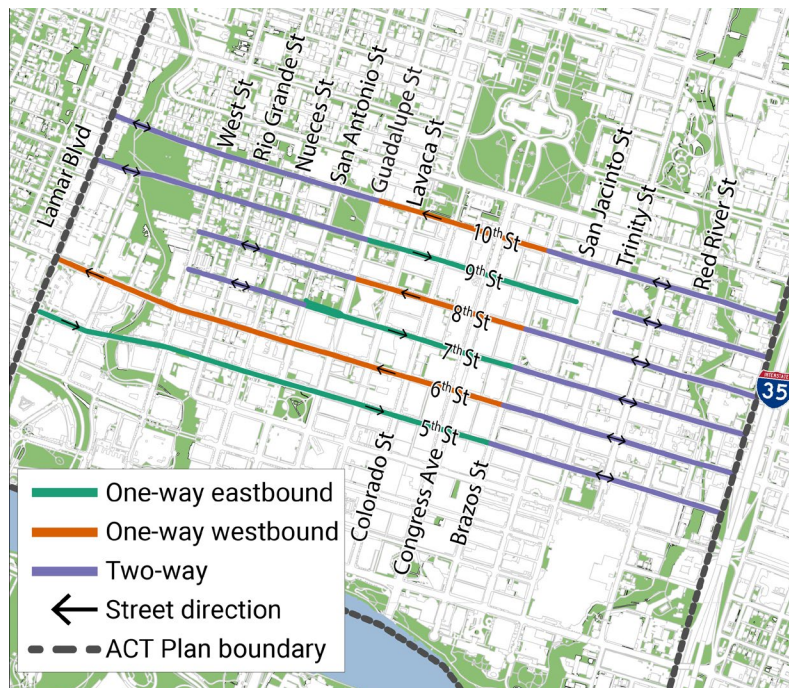 Lamar Blvd
West St
Rio Grande St
Nueces St
San Antonio St
Guadalupe St
Lavaca St
San Jacinto St
Trinity St
Red River St
10th St
9th St
8th St
7th St
6th St
5th St
INTERSTATE
35
Colorado St
Congress Ave
Brazos St
One-way eastbound
One-way westbound
Two-way
Street direction
ACT Plan boundary